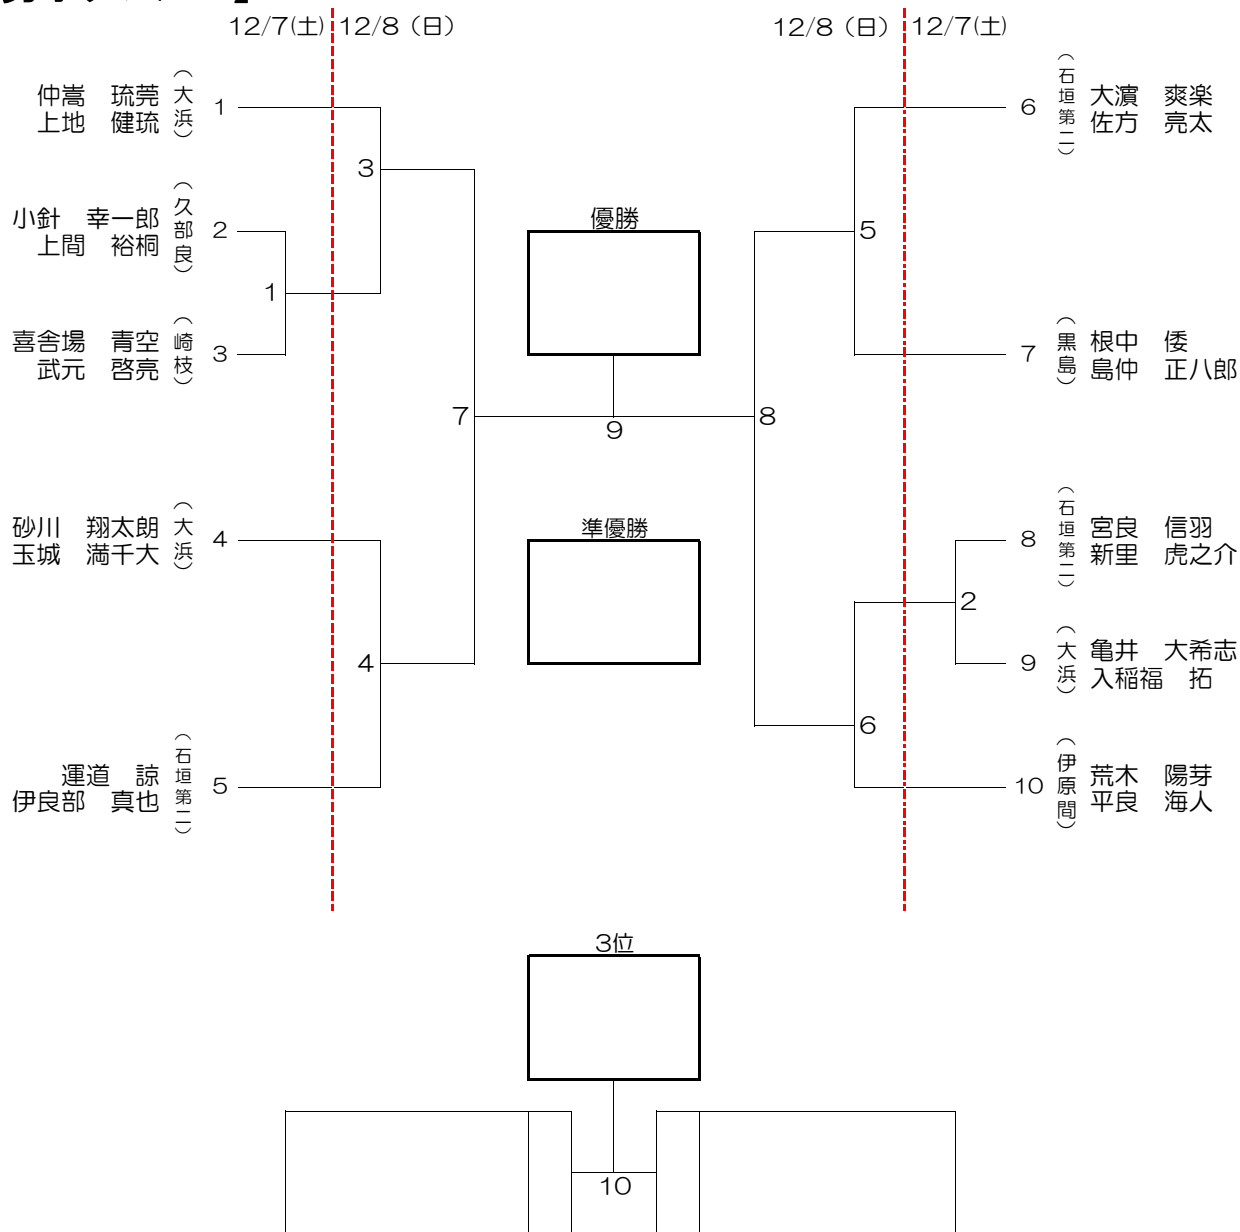 12/7(土) 12/8（日）
12/8（日） 12/7(土)
仲嵩　琉莞
上地　健琉
（大浜）
1
小針　幸一郎
上間　裕桐
（久部良）
2
喜舎場　青空
武元　啓亮
（崎枝）
3
砂川　翔太朗
玉城　満千大
（大浜）
4
運道　諒
伊良部　真也
（石垣第二）
5
1
3
4
7
優勝
9
準優勝
8
5
6
2
6
（石垣第二）
大濵　爽楽
佐方　亮太
7
（黒島）
根中　倭
島仲　正八郎
8
（石垣第二）
宮良　信羽
新里　虎之介
9
（大浜）
亀井　大希志
入稲福　拓
10
（伊原間）
荒木　陽芽
平良　海人
3位
10